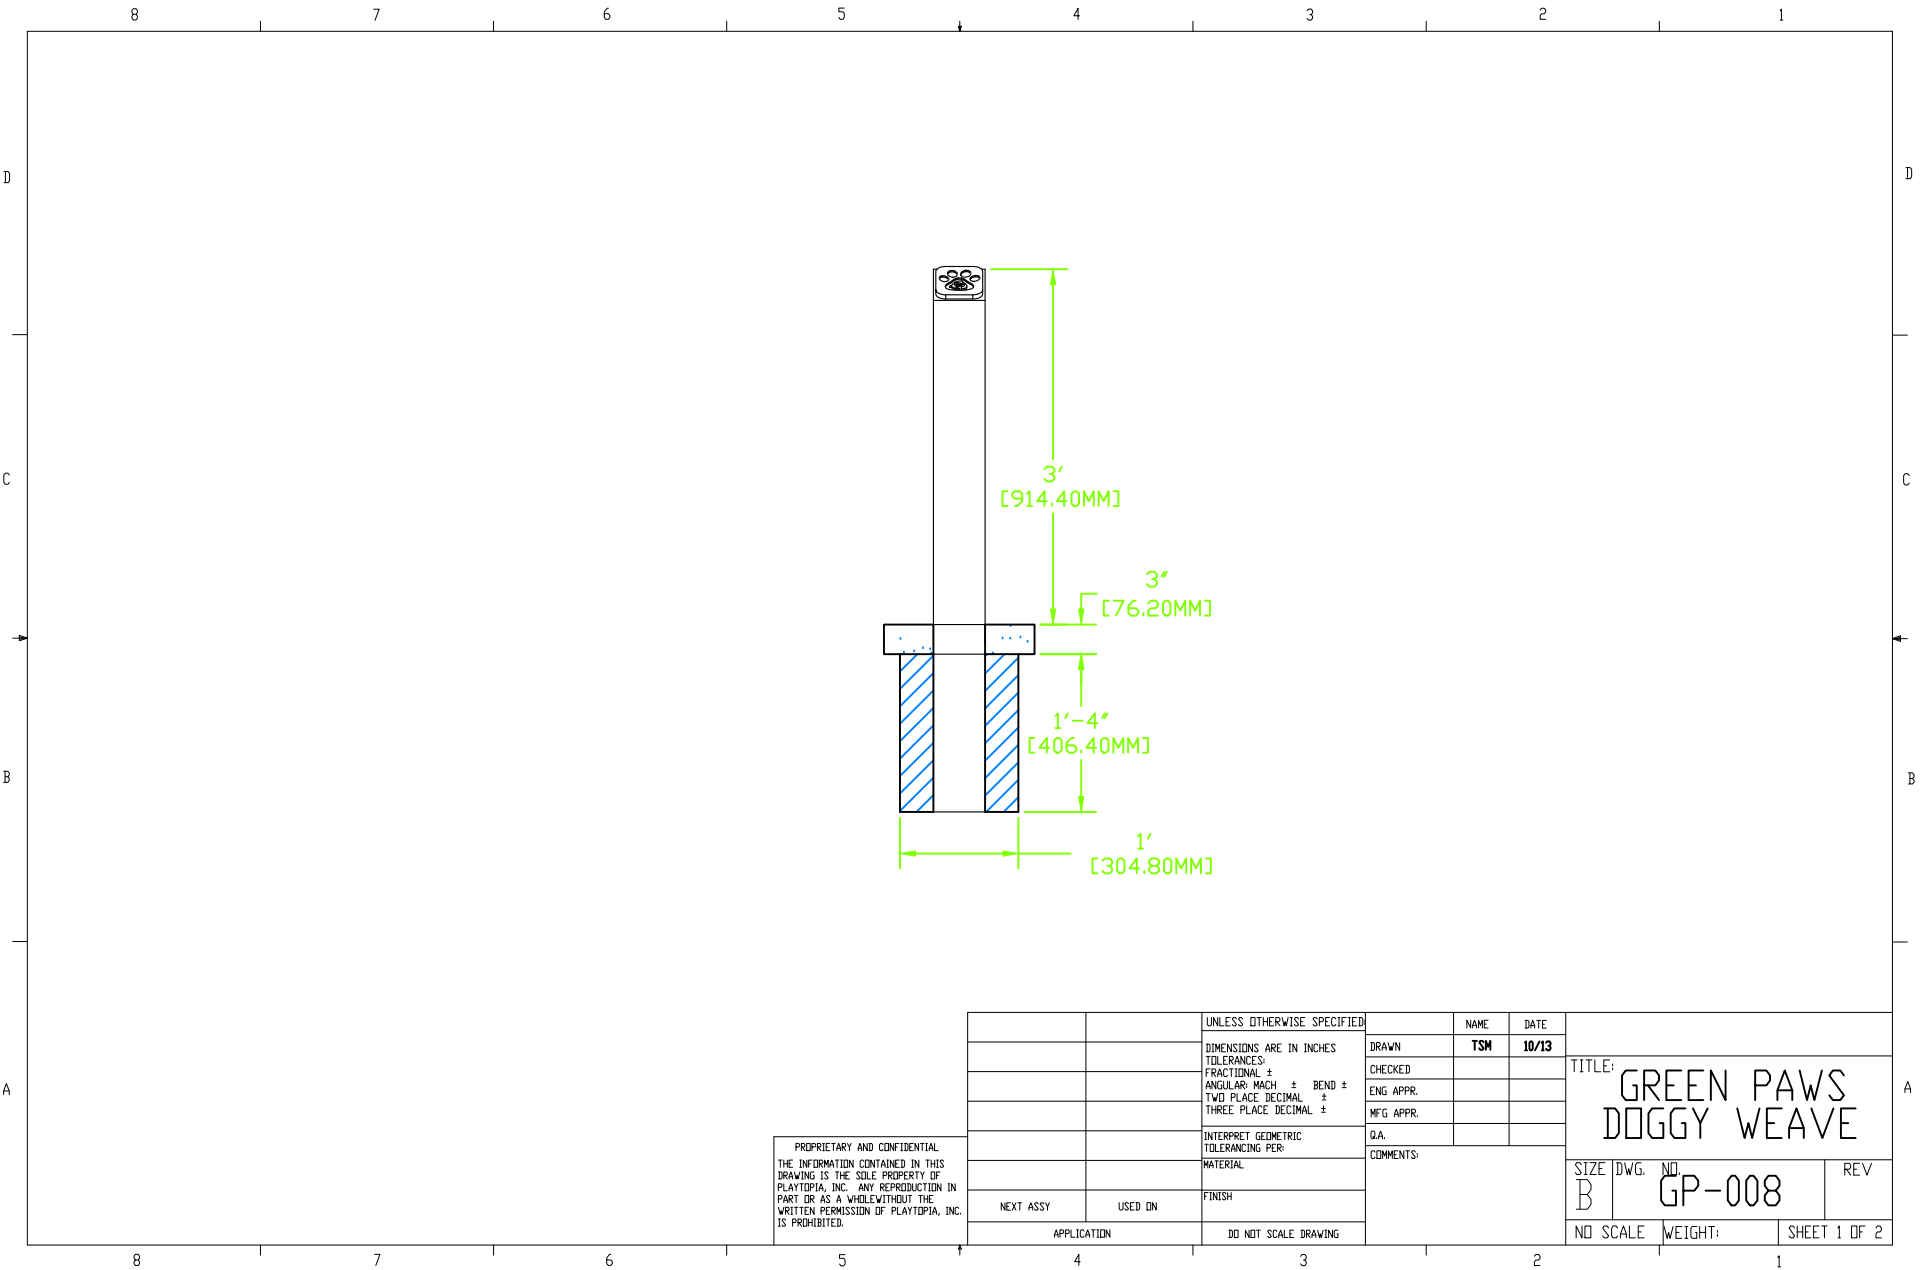 8 7 6 5 4 3 2 1
D D
C C
B B
A A
3'
[914.40MM]
3"
[76.20MM]
1'-4"
[406.40MM]
1'
[304.80MM]
PROPRIETARY AND CONFIDENTIAL
THE INFORMATION CONTAINED IN THIS
DRAWING IS THE SOLE PROPERTY OF
PLAYTOPIA, INC. ANY REPRODUCTION IN
PART OR AS A WHOLEWITHOUT THE
WRITTEN PERMISSION OF PLAYTOPIA, INC.
IS PROHIBITED.
NEXT ASSY USED ON
APPLICATION
UNLESS OTHERWISE SPECIFIED:
DIMENSIONS ARE IN INCHES
TOLERANCES:
FRACTIONAL ±
ANGULAR: MACH ± BEND ±
TWO PLACE DECIMAL ±
THREE PLACE DECIMAL ±
INTERPRET GEOMETRIC
TOLERANCING PER:
MATERIAL
FINISH
DO NOT SCALE DRAWING
NAME DATE
DRAWN TSM 10/13
CHECKED
ENG APPR.
MFG APPR.
Q.A.
COMMENTS:
TITLE:
GREEN PAWS
DOGGY WEAVE
SIZE DWG. NO. REV
B GP-008
NO SCALE WEIGHT: SHEET 1 OF 2
8 7 6 5 4 3 2 1